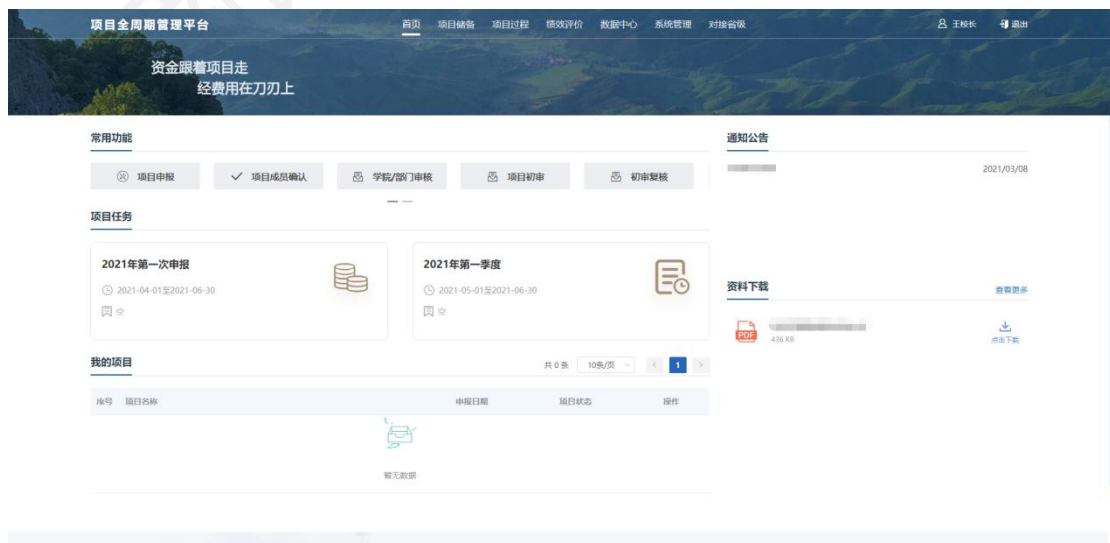 项目全周期管理平台 首页 项目储备 项目过程 绩效评价 数据中心 系统管理 对接省级 王校长 退出
资金跟着项目走
经费用在刀刃上
常用功能
项目申报 项目成员确认 学院/部门审核 项目初审 初审复核
项目任务
2021年第一次申报
2021-04-01至2021-06-30
空
2021年第一季度
2021-05-01至2021-06-30
空
我的项目 共 0 条 10条/页 1
序号 项目名称 申报日期 项目状态 操作
暂无数据
通知公告
2021/03/08
资料下载 查看更多
PDF
436 KB 点击下载